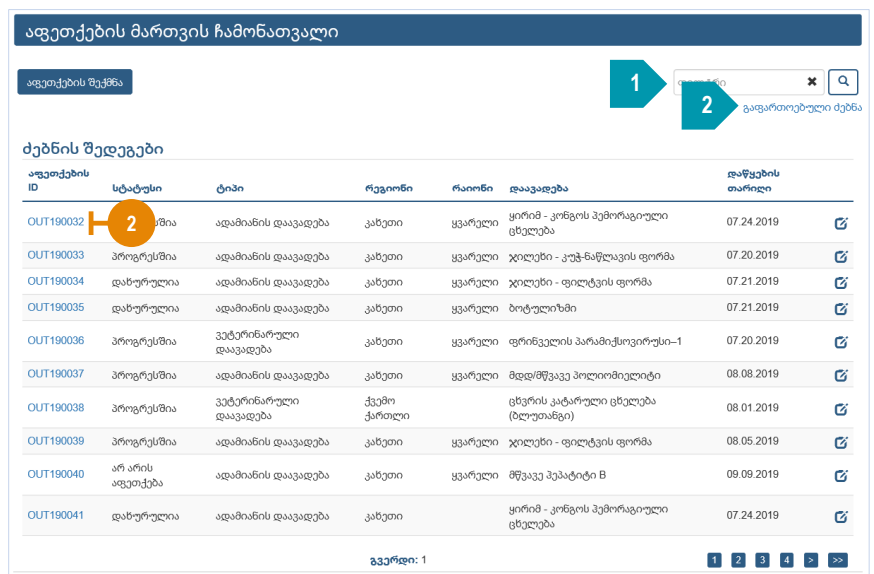 აფეთქების მართვის ჩამონათვალი
აფეთქების შექმნა
1
✖
2
გაფართოებული ძებნა
ძებნის შედეგები
აფეთქების ID სტატუსი ტიპი რეგიონი რაიონი დაავადება დაწყების თარიღი
OUT190032 2 ადამიანის დაავადება კახეთი ყვარელი ყირიმ - კონგოს ჰემორაგიული ცხელება 07.24.2019
OUT190033 პროგრესშია ადამიანის დაავადება კახეთი ყვარელი ჯილეხი - კუჭ-ნაწლავის ფორმა 07.20.2019
OUT190034 დახურულია ადამიანის დაავადება კახეთი ყვარელი ჯილეხი - ფილტვის ფორმა 07.21.2019
OUT190035 დახურულია ადამიანის დაავადება კახეთი ყვარელი ბოტულიზმი 07.21.2019
OUT190036 პროგრესშია ვეტერინარული დაავადება კახეთი ყვარელი ფრინველის პარამიქსოვირუსი–1 07.20.2019
OUT190037 პროგრესშია ადამიანის დაავადება კახეთი ყვარელი მდდ/მწვავე პოლიომიელიტი 08.08.2019
OUT190038 პროგრესშია ვეტერინარული დაავადება ქვემო ქართლი ცხვრის კატარული ცხელება (ბლუთანგი) 08.01.2019
OUT190039 პროგრესშია ადამიანის დაავადება კახეთი ყვარელი ჯილეხი - ფილტვის ფორმა 08.05.2019
OUT190040 არ არის აფეთქება ადამიანის დაავადება კახეთი ყვარელი მწვავე ჰეპატიტი B 09.09.2019
OUT190041 დახურულია ადამიანის დაავადება კახეთი ყირიმ - კონგოს ჰემორაგიული ცხელება 07.24.2019
გვერდი: 1 1 2 3 4 > >>